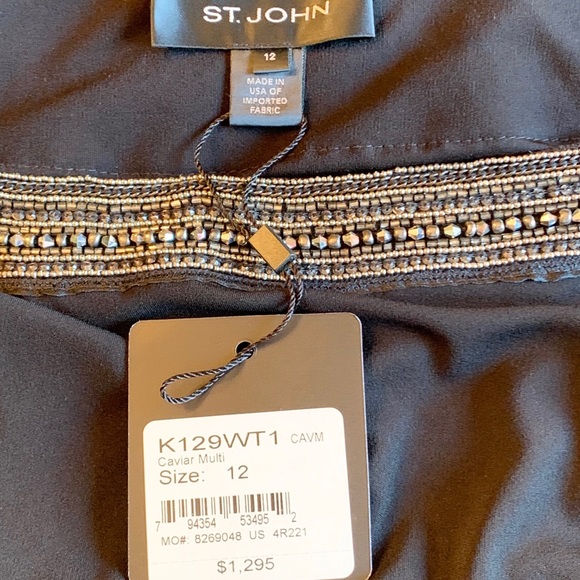 ST. JOHN
12
MADE IN
USA OF
IMPORTED
FABRIC
K129WT1 CAVM
Caviar Multi
Size: 12
7 94354 53495 2
MO#: 8269048 US 4R221
$1,295